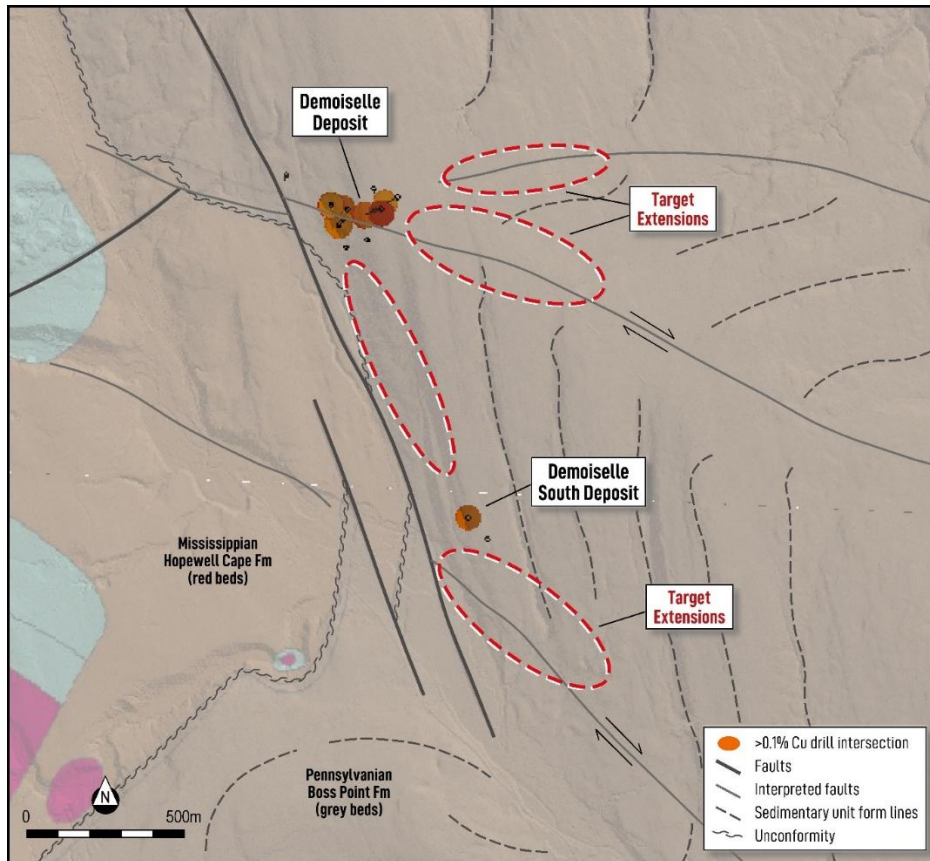 Demoiselle
Deposit
Target
Extensions
Demoiselle
South Deposit
Mississippian
Hopewell Cape Fm
(red beds)
Target
Extensions
Pennsylvanian
Boss Point Fm
(grey beds)
N
0
500m
>0.1% Cu drill intersection
Faults
Interpreted faults
Sedimentary unit form lines
Unconformity